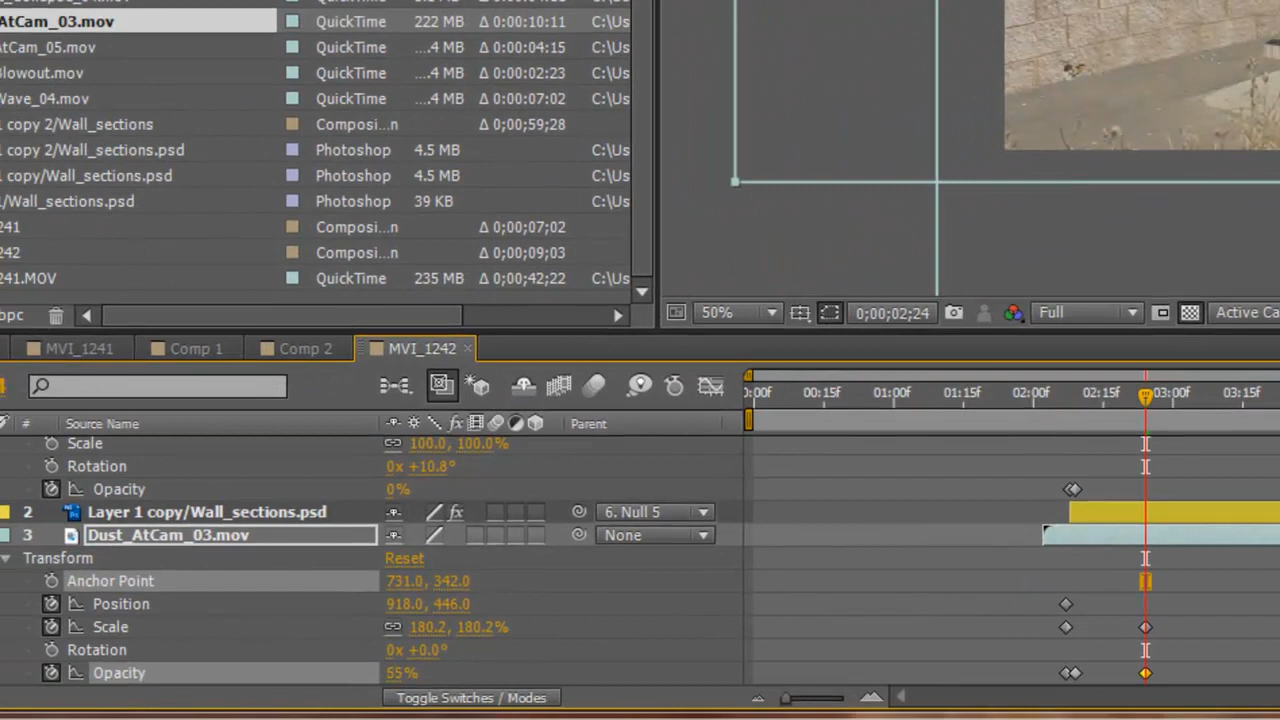 AtCam_03.mov QuickTime 222 MB Δ 0:00:10:11 C:\Us
AtCam_05.mov QuickTime ....4 MB Δ 0:00:04:15 C:\Us
Blowout.mov QuickTime ....4 MB Δ 0:00:02:23 C:\Us
Wave_04.mov QuickTime ....4 MB Δ 0:00:07:02 C:\Us
1 copy 2/Wall_sections Composi...n Δ 0;00;59;28
1 copy 2/Wall_sections.psd Photoshop 4.5 MB C:\Us
1 copy/Wall_sections.psd Photoshop 4.5 MB C:\Us
1/Wall_sections.psd Photoshop 39 KB C:\Us
241 Composi...n Δ 0;00;07;02
242 Composi...n Δ 0;00;09;03
241.MOV QuickTime 235 MB Δ 0;00;42;22 C:\Us
bpc 50% 0;00;02;24 Full Active Ca
MVI_1241 Comp 1 Comp 2 MVI_1242 ×
:00f 00:15f 01:00f 01:15f 02:00f 02:15f 03:00f 03:15f
# Source Name fx Parent
Scale 100.0, 100.0%
Rotation 0x +10.8°
Opacity 0%
2 Layer 1 copy/Wall_sections.psd fx 6. Null 5
3 Dust_AtCam_03.mov None
Transform Reset
Anchor Point 731.0, 342.0
Position 918.0, 446.0
Scale 180.2, 180.2%
Rotation 0x +0.0°
Opacity 55%
Toggle Switches / Modes